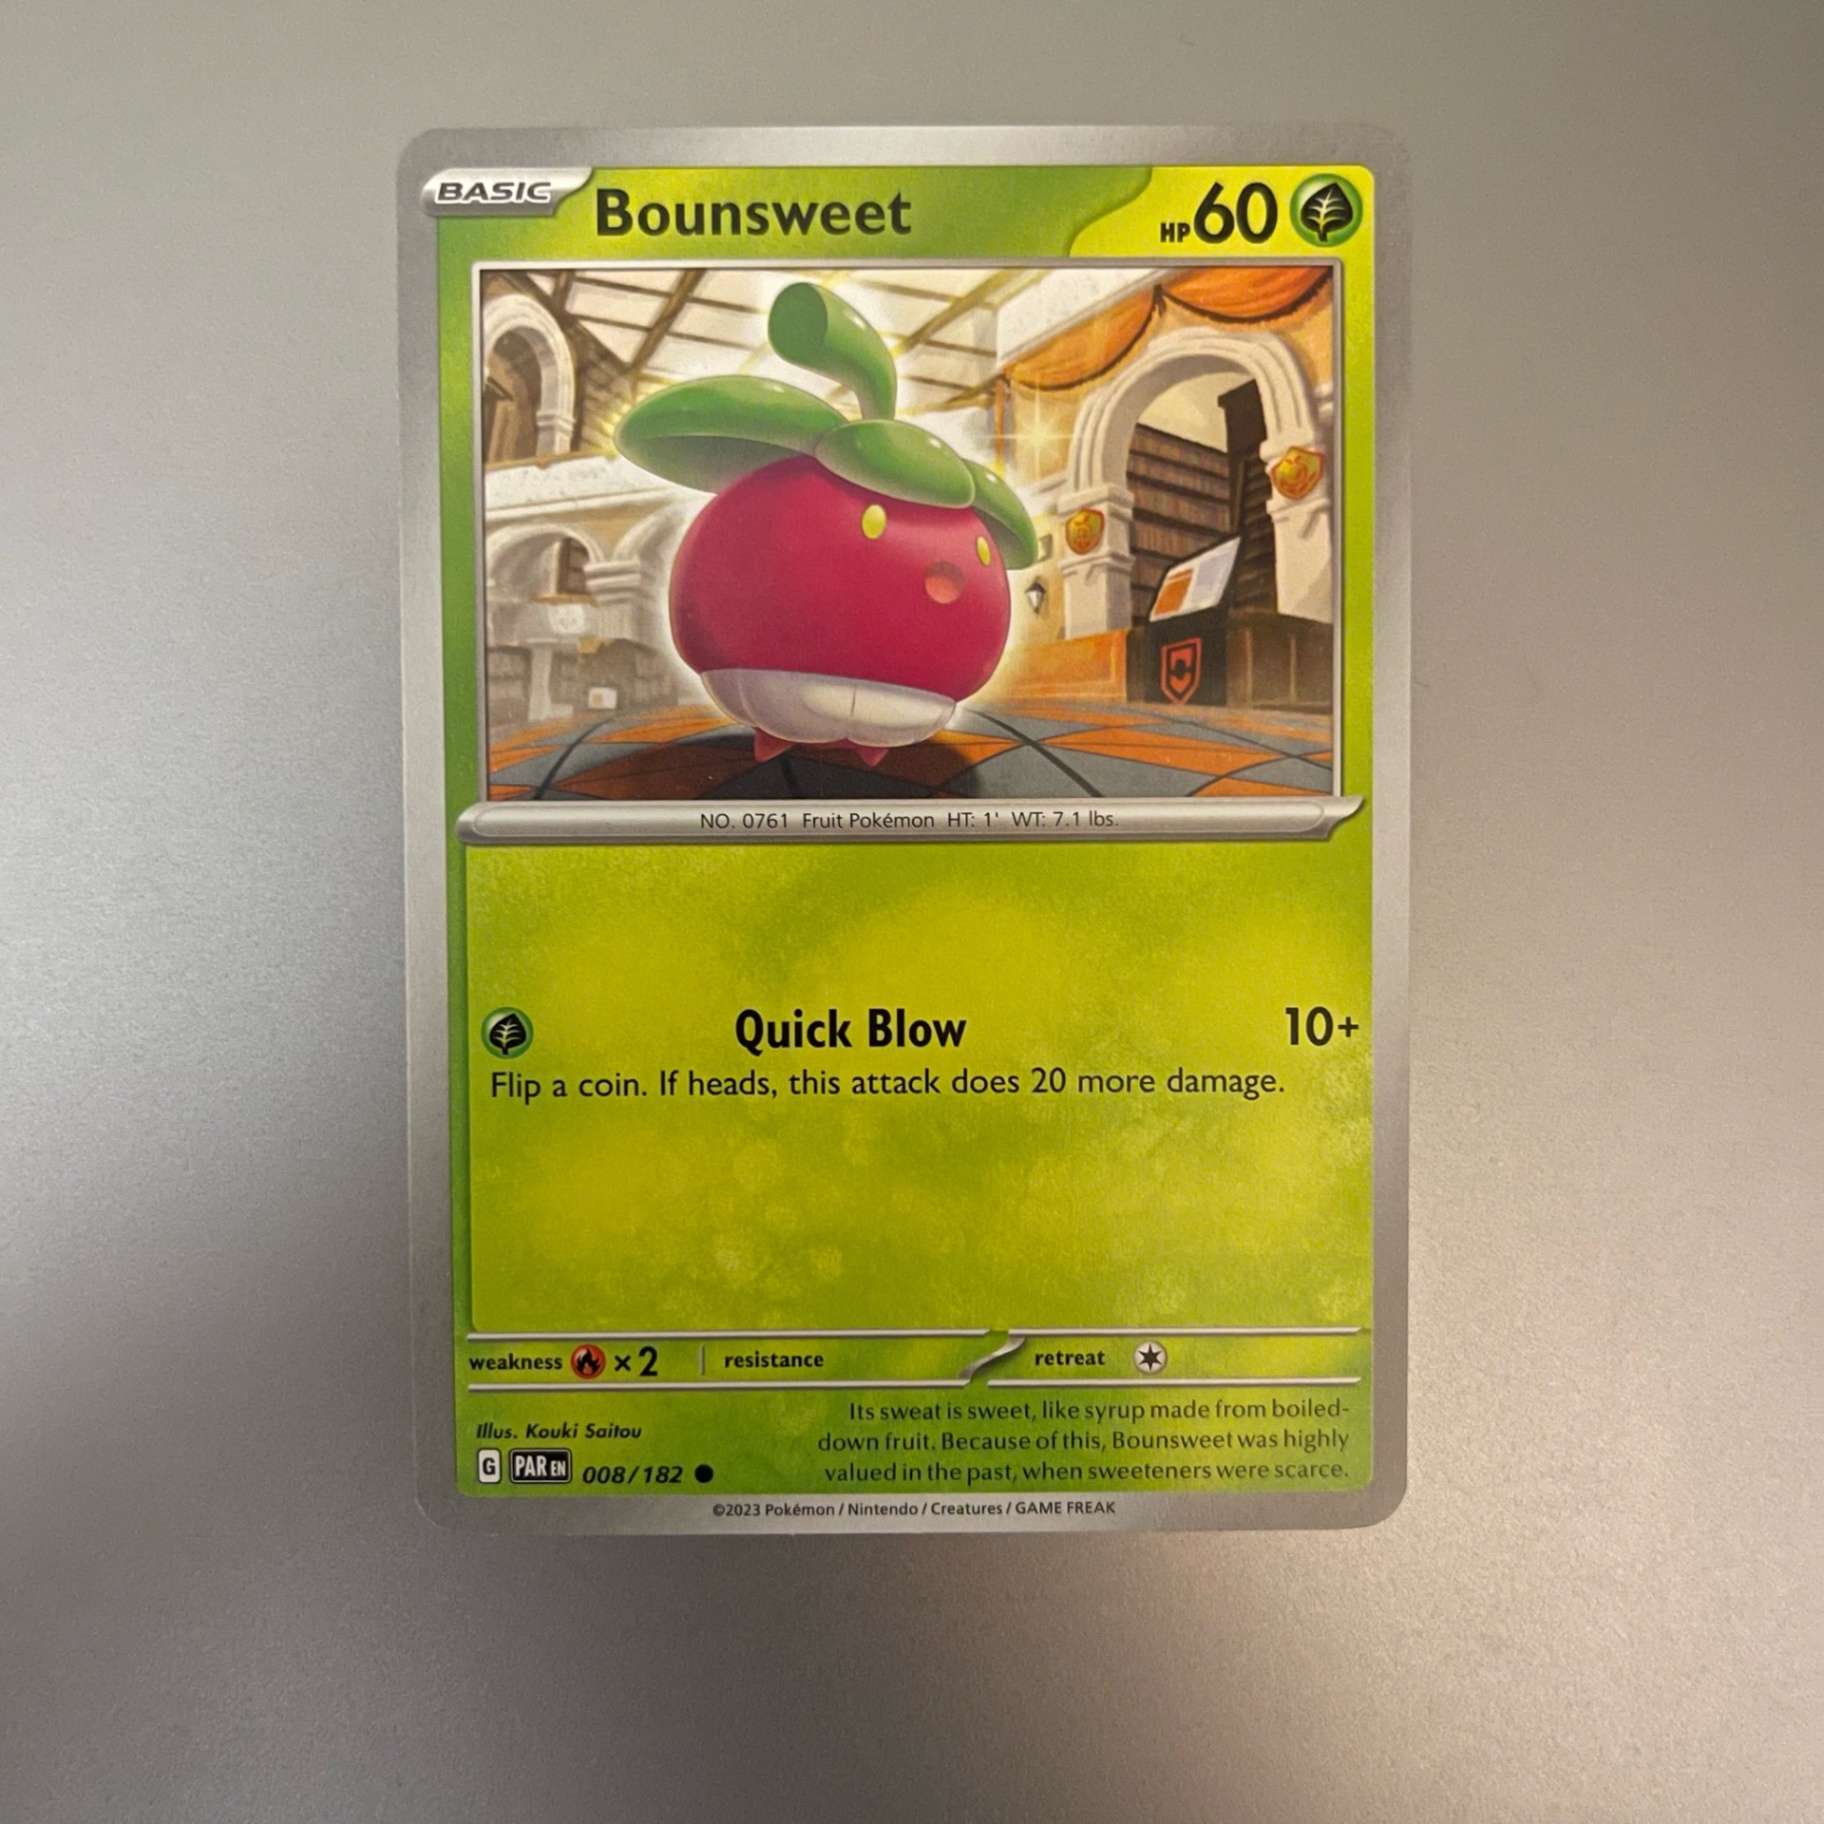 BASIC Bounsweet HP 60
NO. 0761 Fruit Pokémon HT: 1' WT: 7.1 lbs.
Quick Blow 10+
Flip a coin. If heads, this attack does 20 more damage.
weakness ×2 resistance retreat
Its sweat is sweet, like syrup made from boiled-
down fruit. Because of this, Bounsweet was highly
valued in the past, when sweeteners were scarce.
Illus. Kouki Saitou
G PAR EN 008/182
©2023 Pokémon / Nintendo / Creatures / GAME FREAK